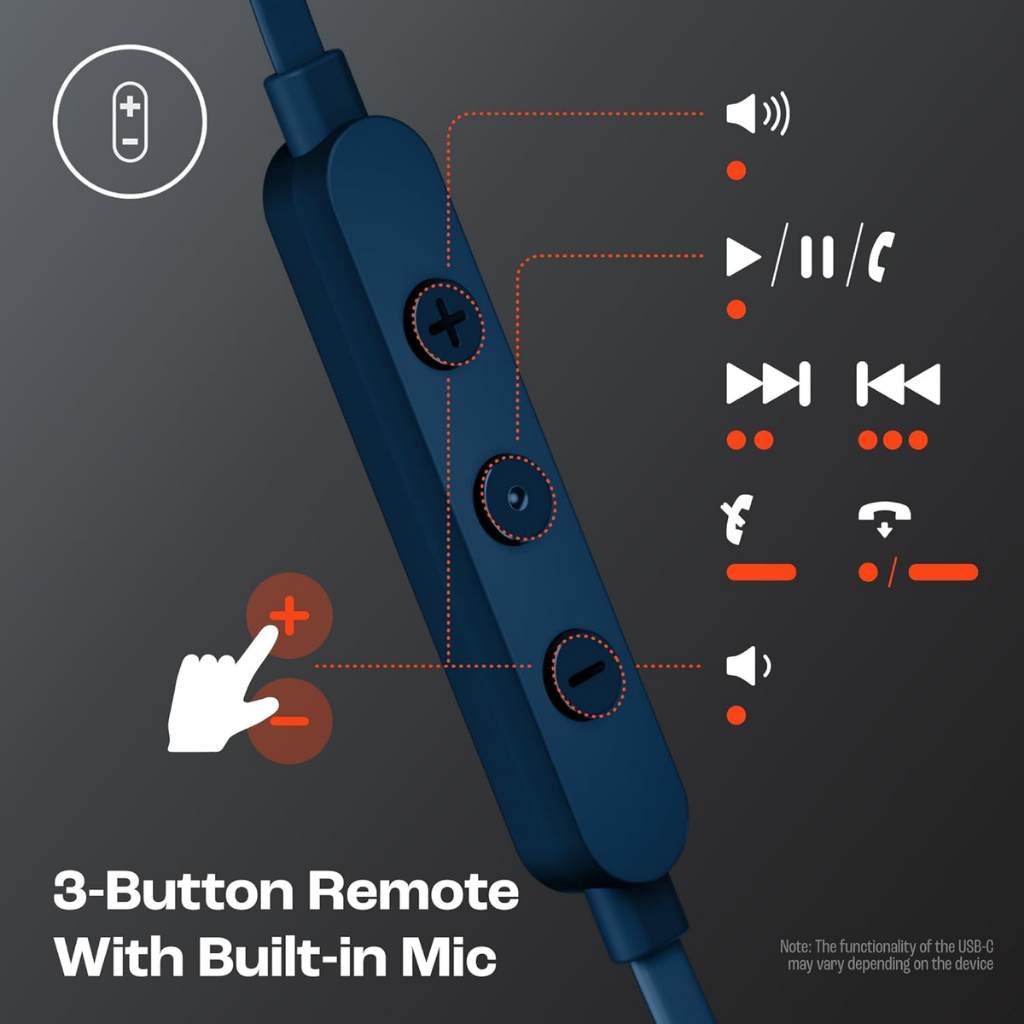 3-Button Remote
With Built-in Mic
Note: The functionality of the USB-C
may vary depending on the device